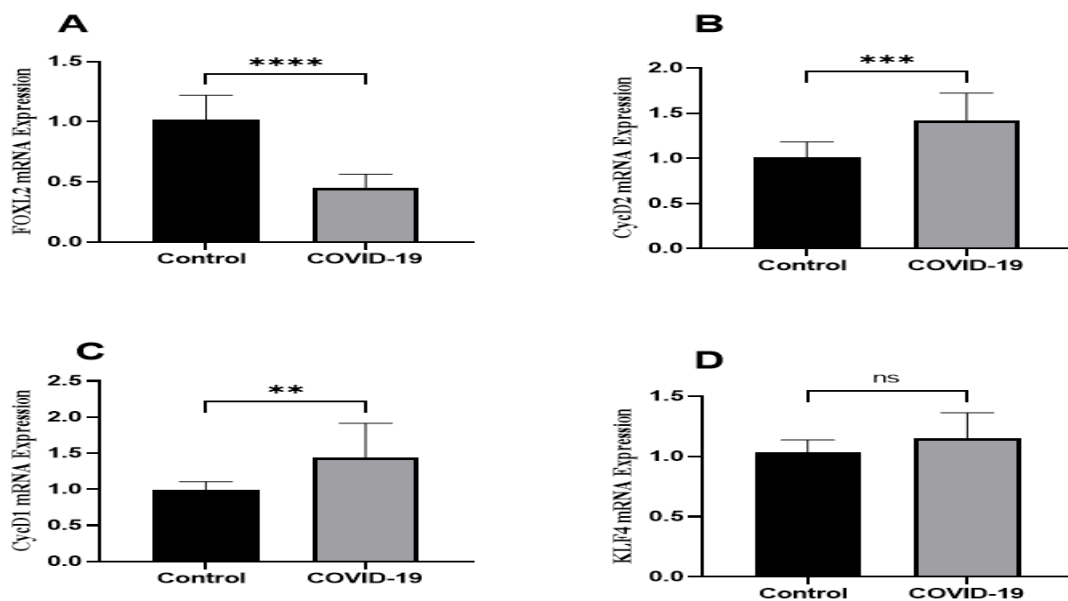 A
FOXL2 mRNA Expression
1.5
1.0
0.5
0.0
****
Control
COVID-19
B
CycD2 mRNA Expression
2.0
1.5
1.0
0.5
0.0
***
Control
COVID-19
C
CycD1 mRNA Expression
2.5
2.0
1.5
1.0
0.5
0.0
**
Control
COVID-19
D
KLF4 mRNA Expression
1.5
1.0
0.5
0.0
ns
Control
COVID-19